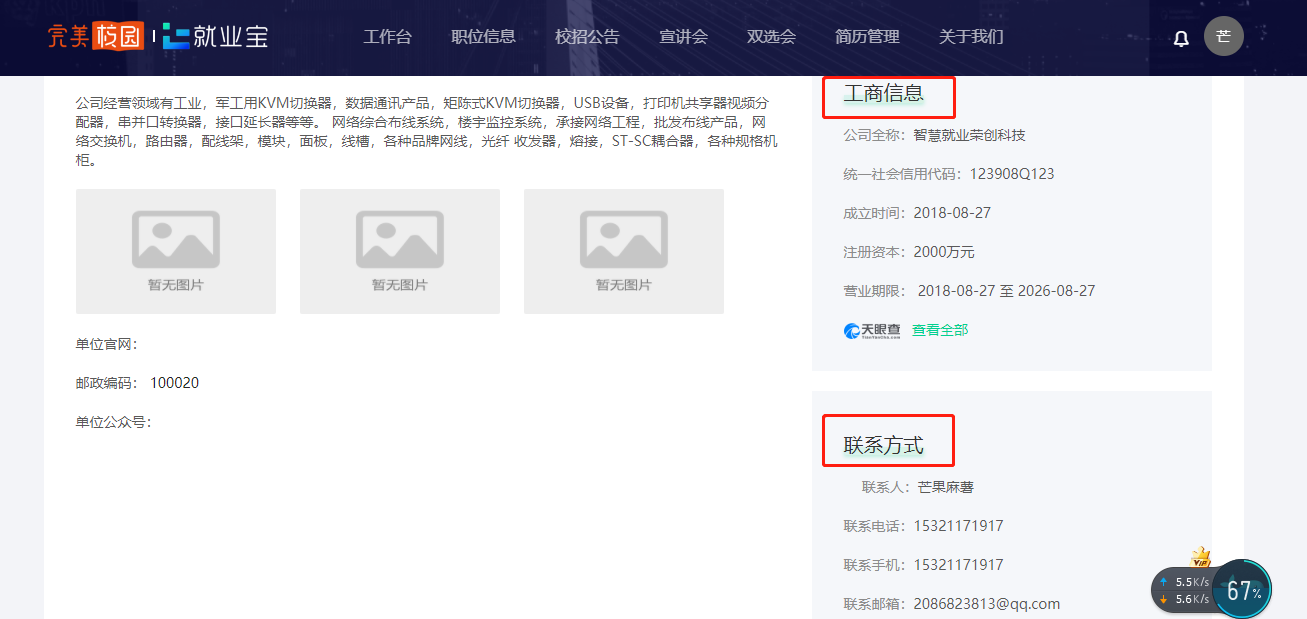 完美校园 | 就业宝 工作台 职位信息 校招公告 宣讲会 双选会 简历管理 关于我们 芒
公司经营领域有工业，军工用KVM切换器，数据通讯产品，矩陈式KVM切换器，USB设备，打印机共享器视频分
配器，串并口转换器，接口延长器等等。 网络综合布线系统，楼宇监控系统，承接网络工程，批发布线产品，网
络交换机，路由器，配线架，模块，面板，线槽，各种品牌网线，光纤 收发器，熔接，ST-SC耦合器，各种规格机
柜。
暂无图片 暂无图片 暂无图片
单位官网：
邮政编码： 100020
单位公众号：
工商信息
公司全称：智慧就业荣创科技
统一社会信用代码：123908Q123
成立时间：2018-08-27
注册资本：2000万元
营业期限： 2018-08-27 至 2026-08-27
天眼查 查看全部
联系方式
联系人：芒果麻薯
联系电话：15321171917
联系手机：15321171917
联系邮箱：2086823813@qq.com
VIP
5.5K/s
5.6K/s
67%